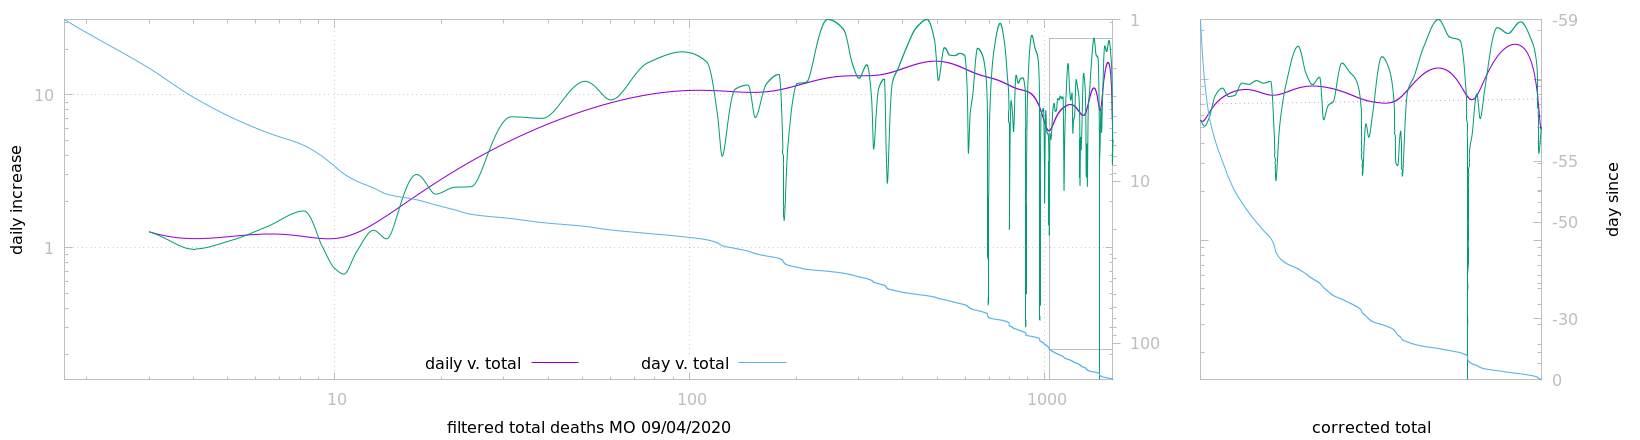 daily increase
10
1
daily v. total
day v. total
10
100
1000
filtered total deaths MO 09/04/2020
1
10
100
-59
-55
-50
-30
0
day since
corrected total